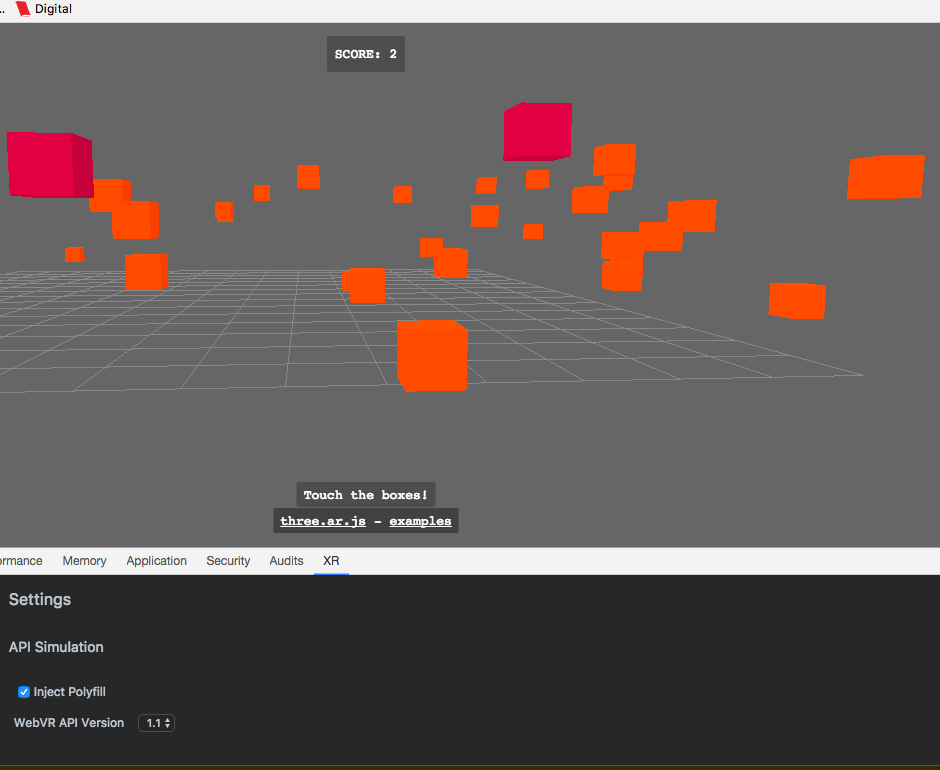 .. Digital
SCORE: 2
Touch the boxes!
three.ar.js - examples
ormance Memory Application Security Audits XR
Settings
API Simulation
Inject Polyfill
WebVR API Version 1.1